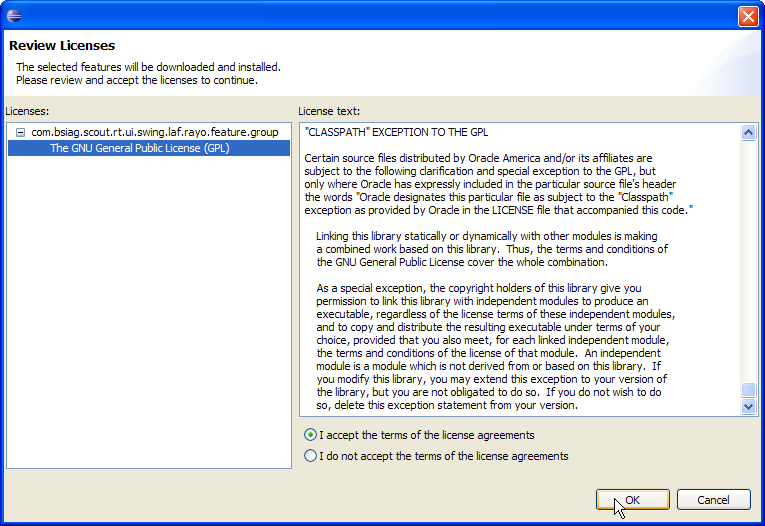 Review Licenses
The selected features will be downloaded and installed.
Please review and accept the licenses to continue.
Licenses:
com.bsiag.scout.rt.ui.swing.laf.rayo.feature.group
The GNU General Public License (GPL)
License text:
"CLASSPATH" EXCEPTION TO THE GPL
Certain source files distributed by Oracle America and/or its affiliates are
subject to the following clarification and special exception to the GPL, but
only where Oracle has expressly included in the particular source file's header
the words "Oracle designates this particular file as subject to the "Classpath"
exception as provided by Oracle in the LICENSE file that accompanied this code."
Linking this library statically or dynamically with other modules is making
a combined work based on this library.  Thus, the terms and conditions of
the GNU General Public License cover the whole combination.
As a special exception, the copyright holders of this library give you
permission to link this library with independent modules to produce an
executable, regardless of the license terms of these independent modules,
and to copy and distribute the resulting executable under terms of your
choice, provided that you also meet, for each linked independent module,
the terms and conditions of the license of that module.  An independent
module is a module which is not derived from or based on this library.  If
you modify this library, you may extend this exception to your version of
the library, but you are not obligated to do so.  If you do not wish to do
so, delete this exception statement from your version.
I accept the terms of the license agreements
I do not accept the terms of the license agreements
OK
Cancel